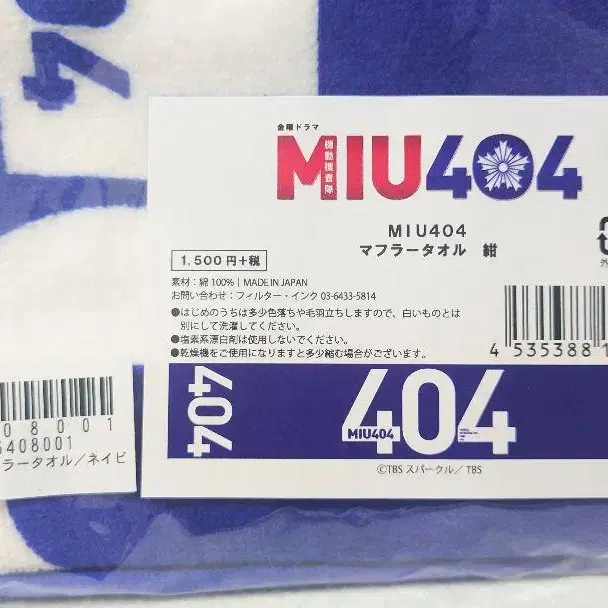 404
金曜ドラマ
MIU404
機動捜査隊
MIU404
マフラータオル 紺
1,500円+税
素材：綿100% | MADE IN JAPAN
お問い合わせ：フィルター・インク 03-6433-5814
●はじめのうちは多少色落ちや毛羽立ちしますので、白いものとは
別にして洗濯してください。
●塩素系漂白剤は使用しないでください。
●乾燥機をご使用になりますと多少縮む場合がございます。
外
4 535388 1
404
404
MIU404
©TBS スパークル／ TBS
08001
6408001
ラータオル／ネイビ